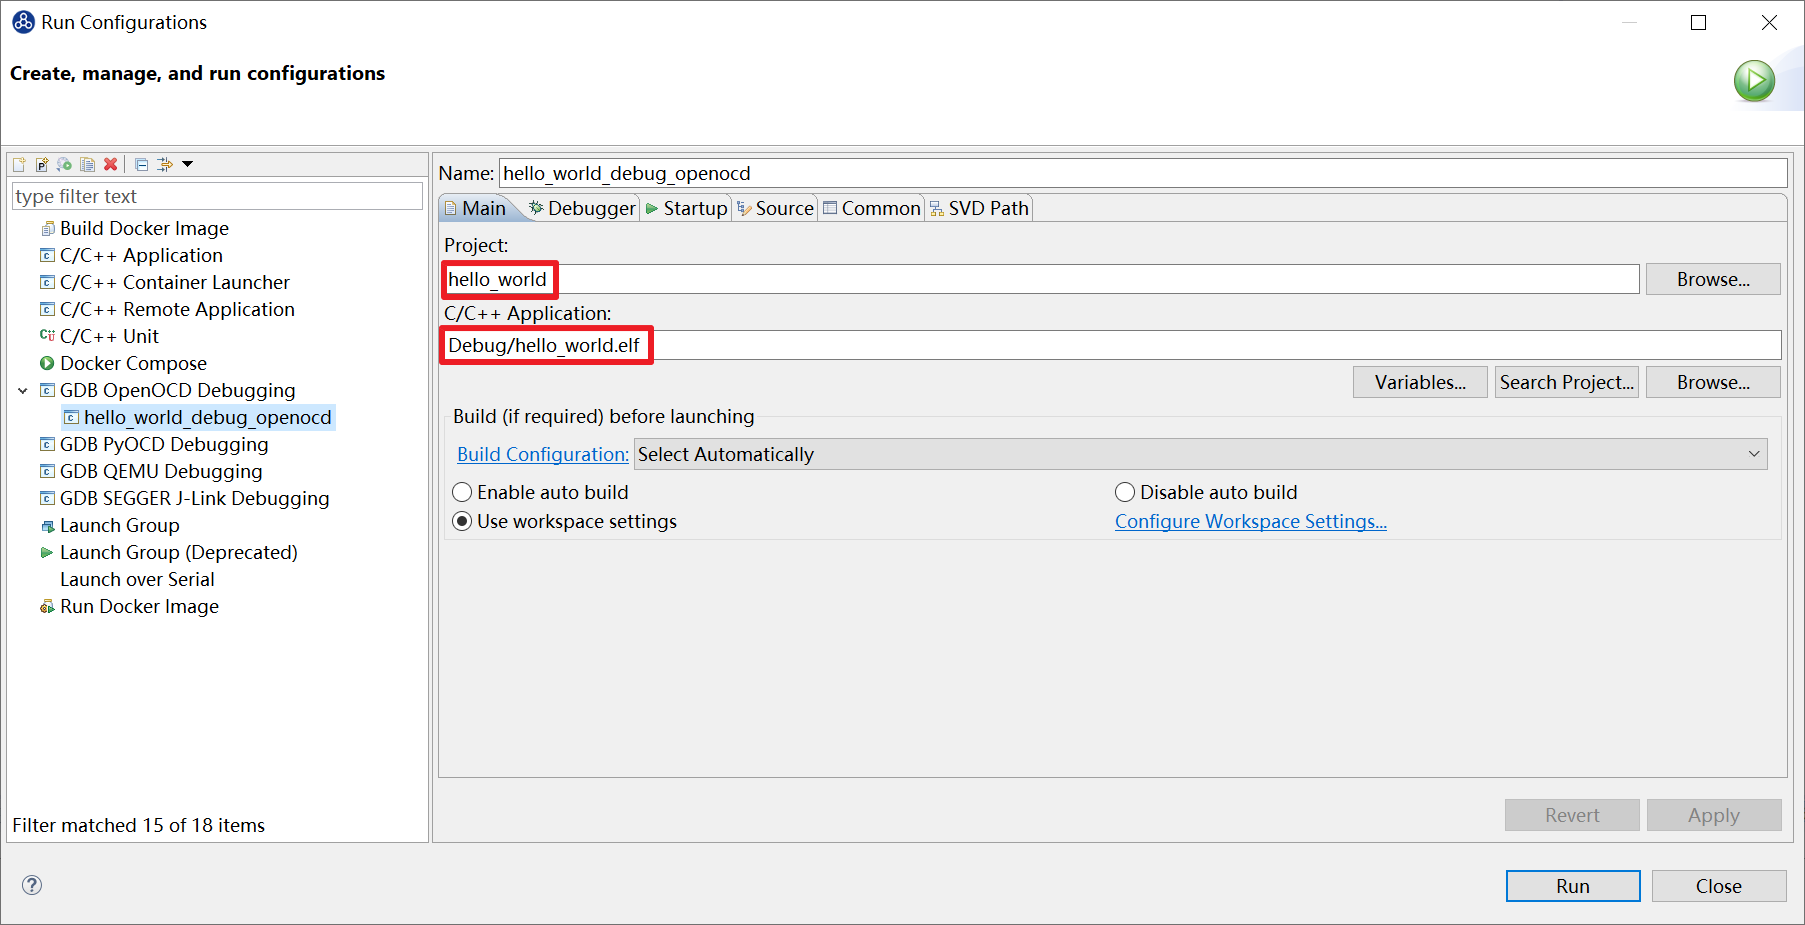 Run Configurations
Create, manage, and run configurations
type filter text
Build Docker Image
C/C++ Application
C/C++ Container Launcher
C/C++ Remote Application
C/C++ Unit
Docker Compose
GDB OpenOCD Debugging
hello_world_debug_openocd
GDB PyOCD Debugging
GDB QEMU Debugging
GDB SEGGER J-Link Debugging
Launch Group
Launch Group (Deprecated)
Launch over Serial
Run Docker Image
Filter matched 15 of 18 items
Name: hello_world_debug_openocd
Main Debugger Startup Source Common SVD Path
Project:
hello_world Browse...
C/C++ Application:
Debug/hello_world.elf
Variables... Search Project... Browse...
Build (if required) before launching
Build Configuration: Select Automatically
Enable auto build Disable auto build
Use workspace settings Configure Workspace Settings...
Revert Apply
Run Close